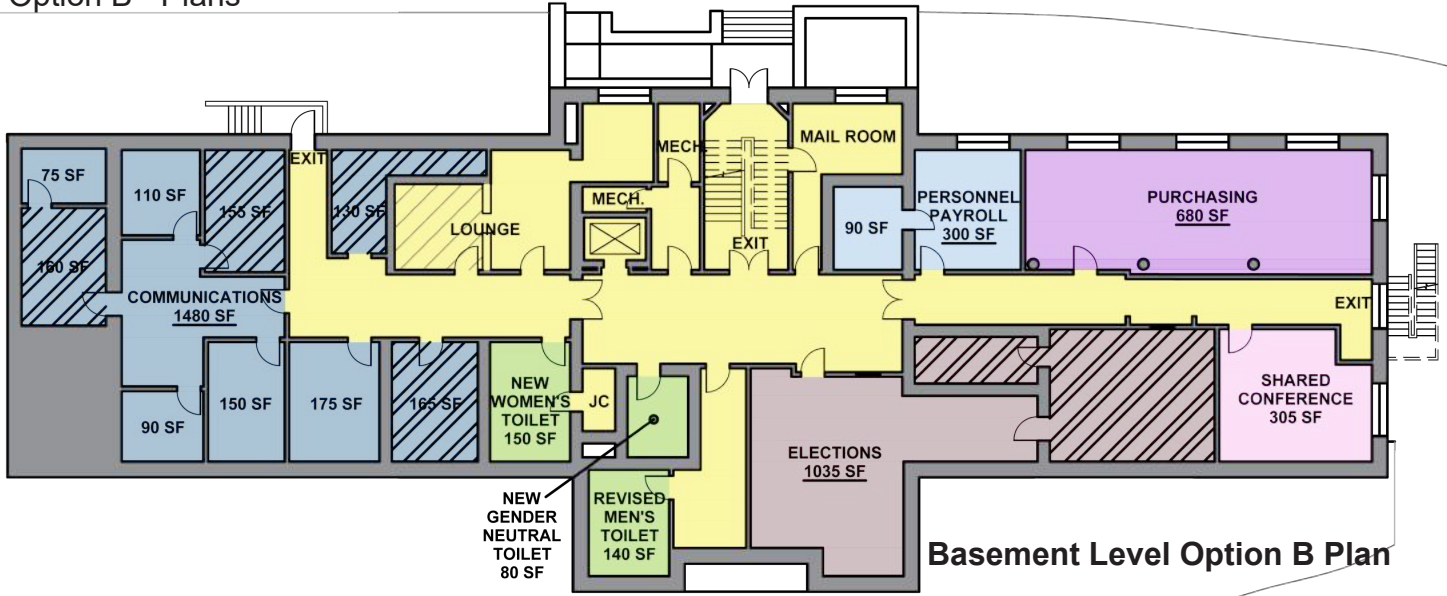 Option B - Plans
EXIT
MECH.
MAIL ROOM
75 SF
110 SF
155 SF
130 SF
MECH.
LOUNGE
EXIT
90 SF
PERSONNEL
PAYROLL
300 SF
PURCHASING
680 SF
160 SF
COMMUNICATIONS
1480 SF
EXIT
90 SF
150 SF
175 SF
165 SF
NEW
WOMEN'S
TOILET
150 SF
JC
ELECTIONS
1035 SF
SHARED
CONFERENCE
305 SF
NEW
GENDER
NEUTRAL
TOILET
80 SF
REVISED
MEN'S
TOILET
140 SF
Basement Level Option B Plan